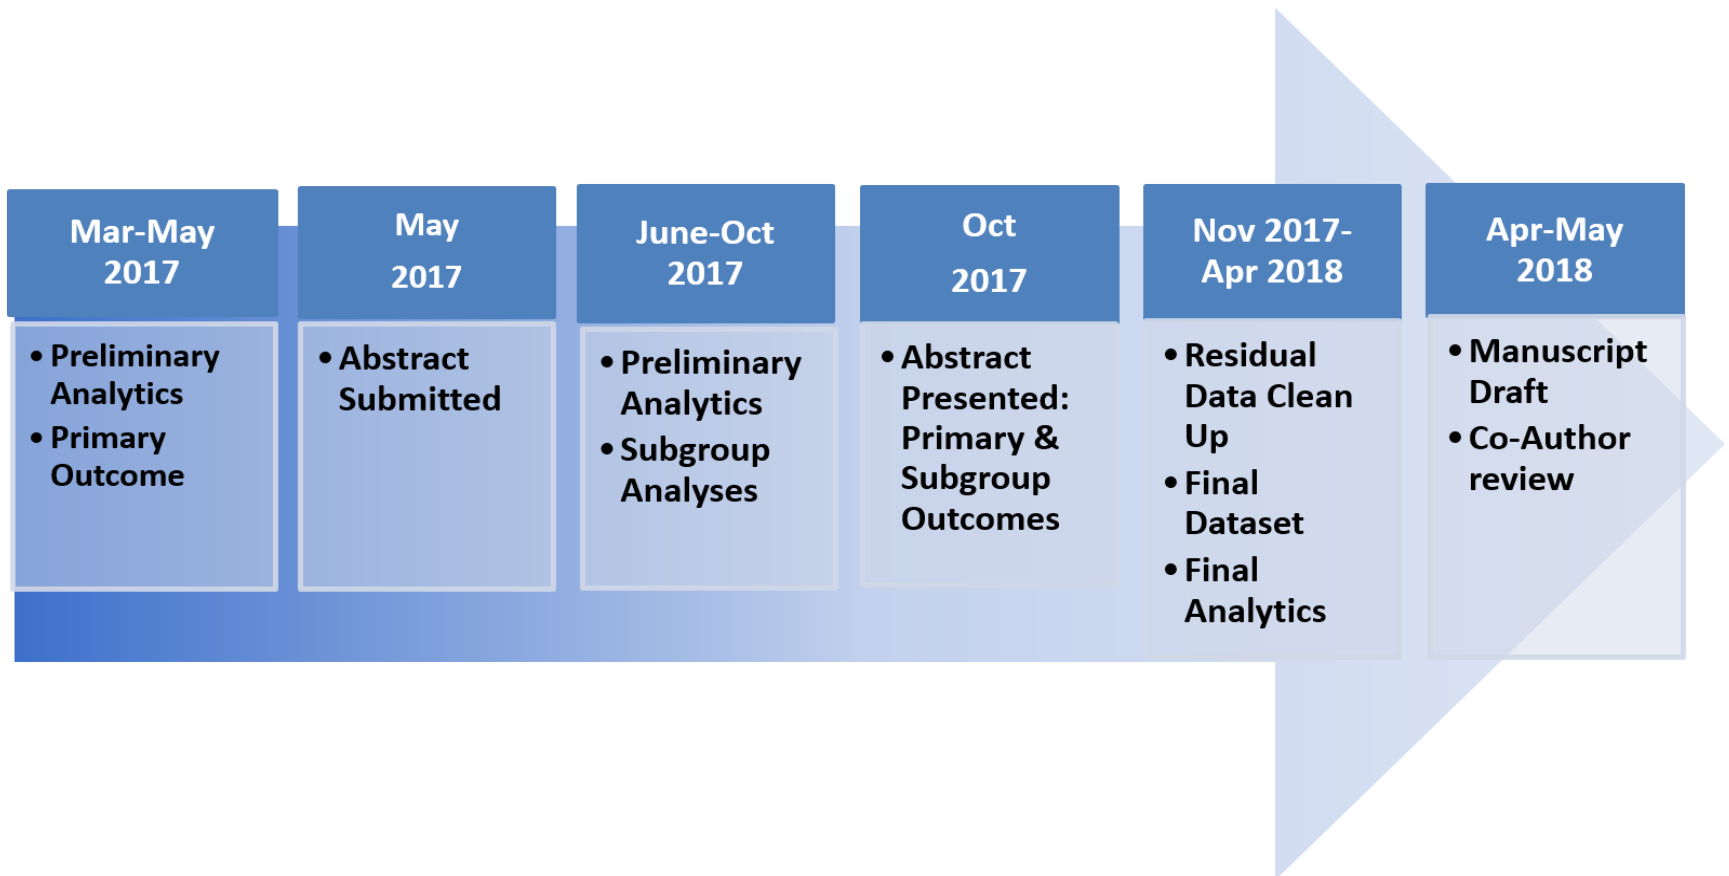 Mar-May
2017
• Preliminary
Analytics
• Primary
Outcome
May
2017
• Abstract
Submitted
June-Oct
2017
• Preliminary
Analytics
• Subgroup
Analyses
Oct
2017
• Abstract
Presented:
Primary &
Subgroup
Outcomes
Nov 2017-
Apr 2018
• Residual
Data Clean
Up
• Final
Dataset
• Final
Analytics
Apr-May
2018
• Manuscript
Draft
• Co-Author
review